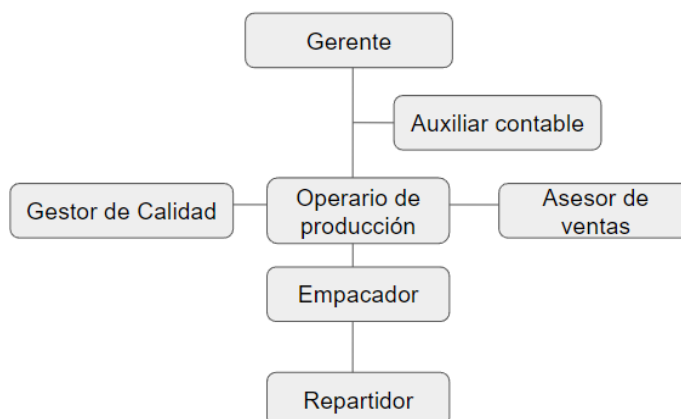 Gerente
Auxiliar contable
Gestor de Calidad
Operario de
producción
Asesor de
ventas
Empacador
Repartidor